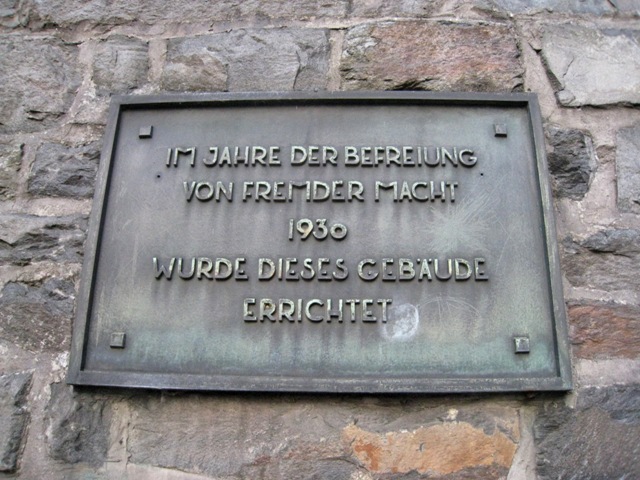 IM JAHRE DER BEFREIUNG
VON FREMDER MACHT
1930
WURDE DIESES GEBÄUDE
ERRICHTET